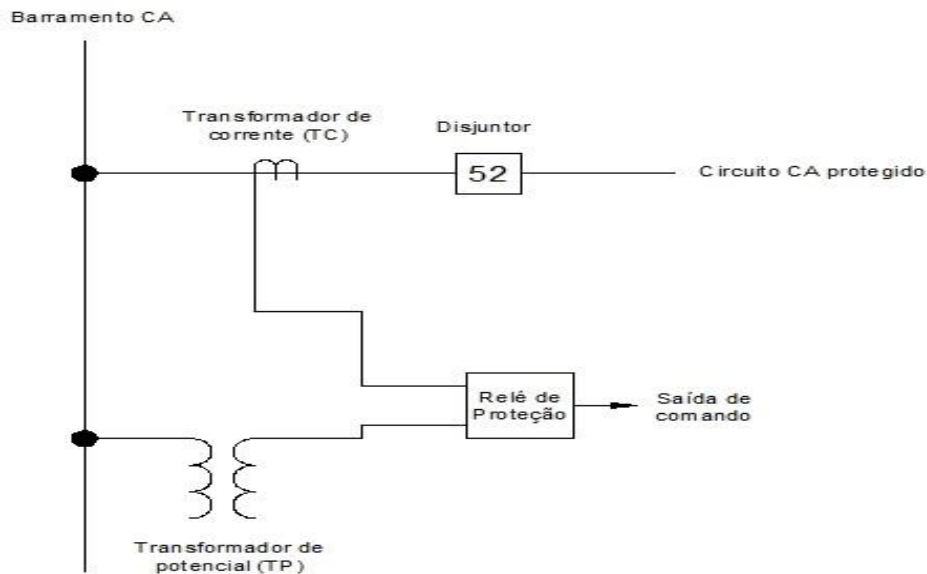 Barramento CA
Transformador de
corrente (TC)
Disjuntor
52
Circuito CA protegido
Relê de
Proteção
Saída de
comando
Transformador de
potencial (TP)